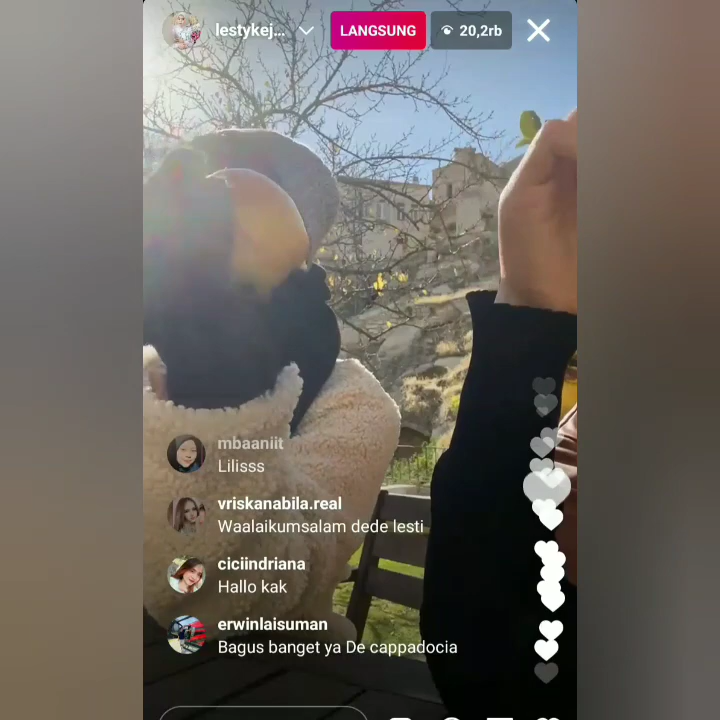 lestykej...
LANGSUNG
20,2rb
mbaaniit
Lilisss
vriskanabila.real
Waalaikumsalam dede lesti
ciciindriana
Hallo kak
erwinlaisuman
Bagus banget ya De cappadocia